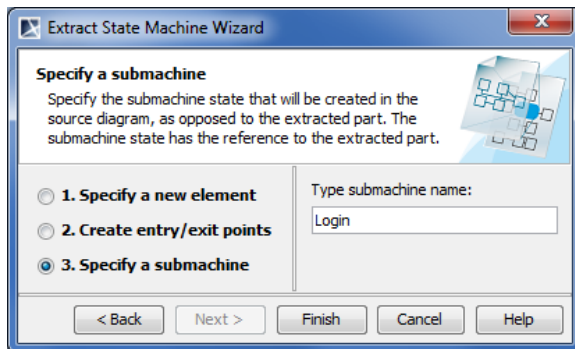 Extract State Machine Wizard
Specify a submachine
Specify the submachine state that will be created in the
source diagram, as opposed to the extracted part. The
submachine state has the reference to the extracted part.
1. Specify a new element
2. Create entry/exit points
3. Specify a submachine
Type submachine name:
Login
< Back
Next >
Finish
Cancel
Help